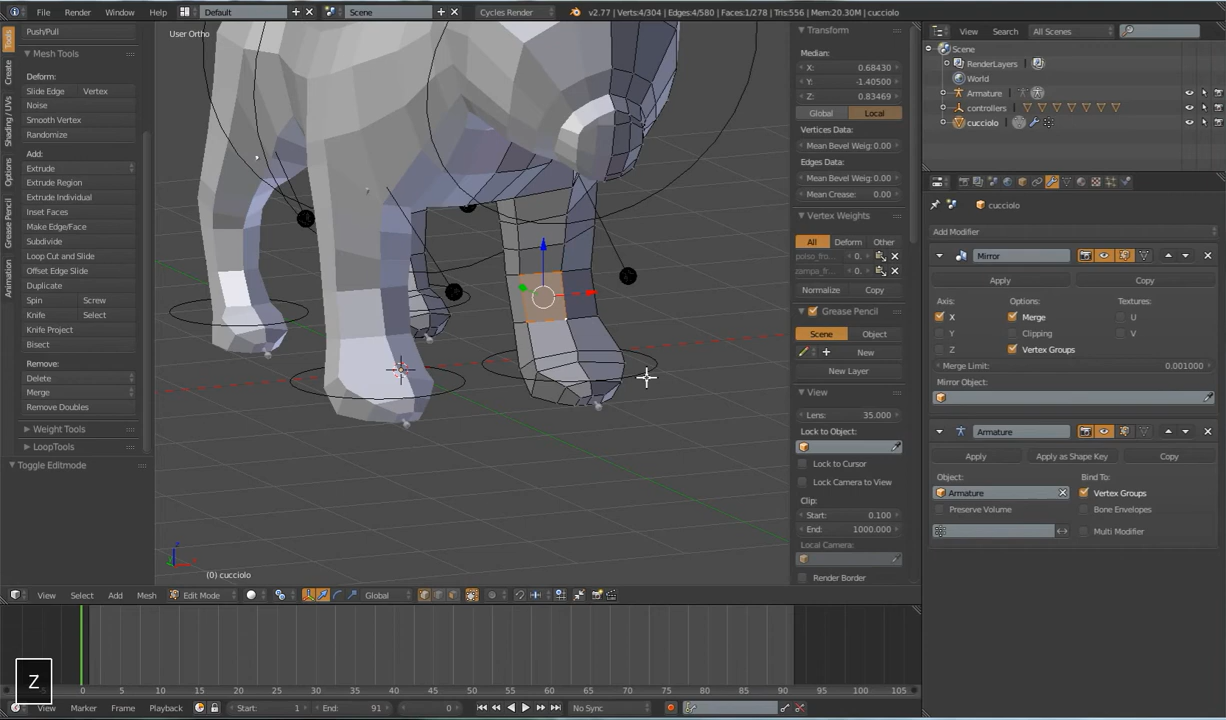 File Render Window Help Default Scene Cycles Render v2.77 | Verts:4/304 | Edges:4/580 | Faces:1/278 | Tris:556 | Mem:20.30M | cucciolo
Push/Pull
Mesh Tools
Deform:
Slide Edge Vertex
Noise
Smooth Vertex
Randomize
Add:
Extrude
Extrude Region
Extrude Individual
Inset Faces
Make Edge/Face
Subdivide
Loop Cut and Slide
Offset Edge Slide
Duplicate
Spin Screw
Knife Select
Knife Project
Bisect
Remove:
Delete
Merge
Remove Doubles
Weight Tools
LoopTools
Toggle Editmode
Tools
Create
Shading / UVs
Options
Grease Pencil
Animation
User Ortho
(0) cucciolo
View Select Add Mesh Edit Mode Global
Transform
Median:
X: 0.68430
Y: -1.40500
Z: 0.83469
Global Local
Vertices Data:
Mean Bevel Weig:0.00
Edges Data:
Mean Bevel Weig:0.00
Mean Crease: 0.00
Vertex Weights
All Deform Other
polso_fro... 0.
zampa_fr... 0.
Normalize Copy
Grease Pencil
Scene Object
New
New Layer
View
Lens: 35.000
Lock to Object:
Lock to Cursor
Lock Camera to View
Clip:
Start: 0.100
End: 1000.000
Local Camera:
Render Border
View Search All Scenes
Scene
RenderLayers
World
Armature
controllers
cucciolo
cucciolo
Add Modifier
Mirror
Apply Copy
Axis: Options: Textures:
X Merge U
Y Clipping V
Z Vertex Groups
Merge Limit: 0.001000
Mirror Object:
Armature
Apply Apply as Shape Key Copy
Object: Bind To:
Armature Vertex Groups
Preserve Volume Bone Envelopes
Multi Modifier
Z
-15 -10 -5 0 5 10 15 20 25 30 35 40 45 50 55 60 65 70 75 80 85 90 95 100 105
View Marker Frame Playback Start: 1 End: 91 0 No Sync